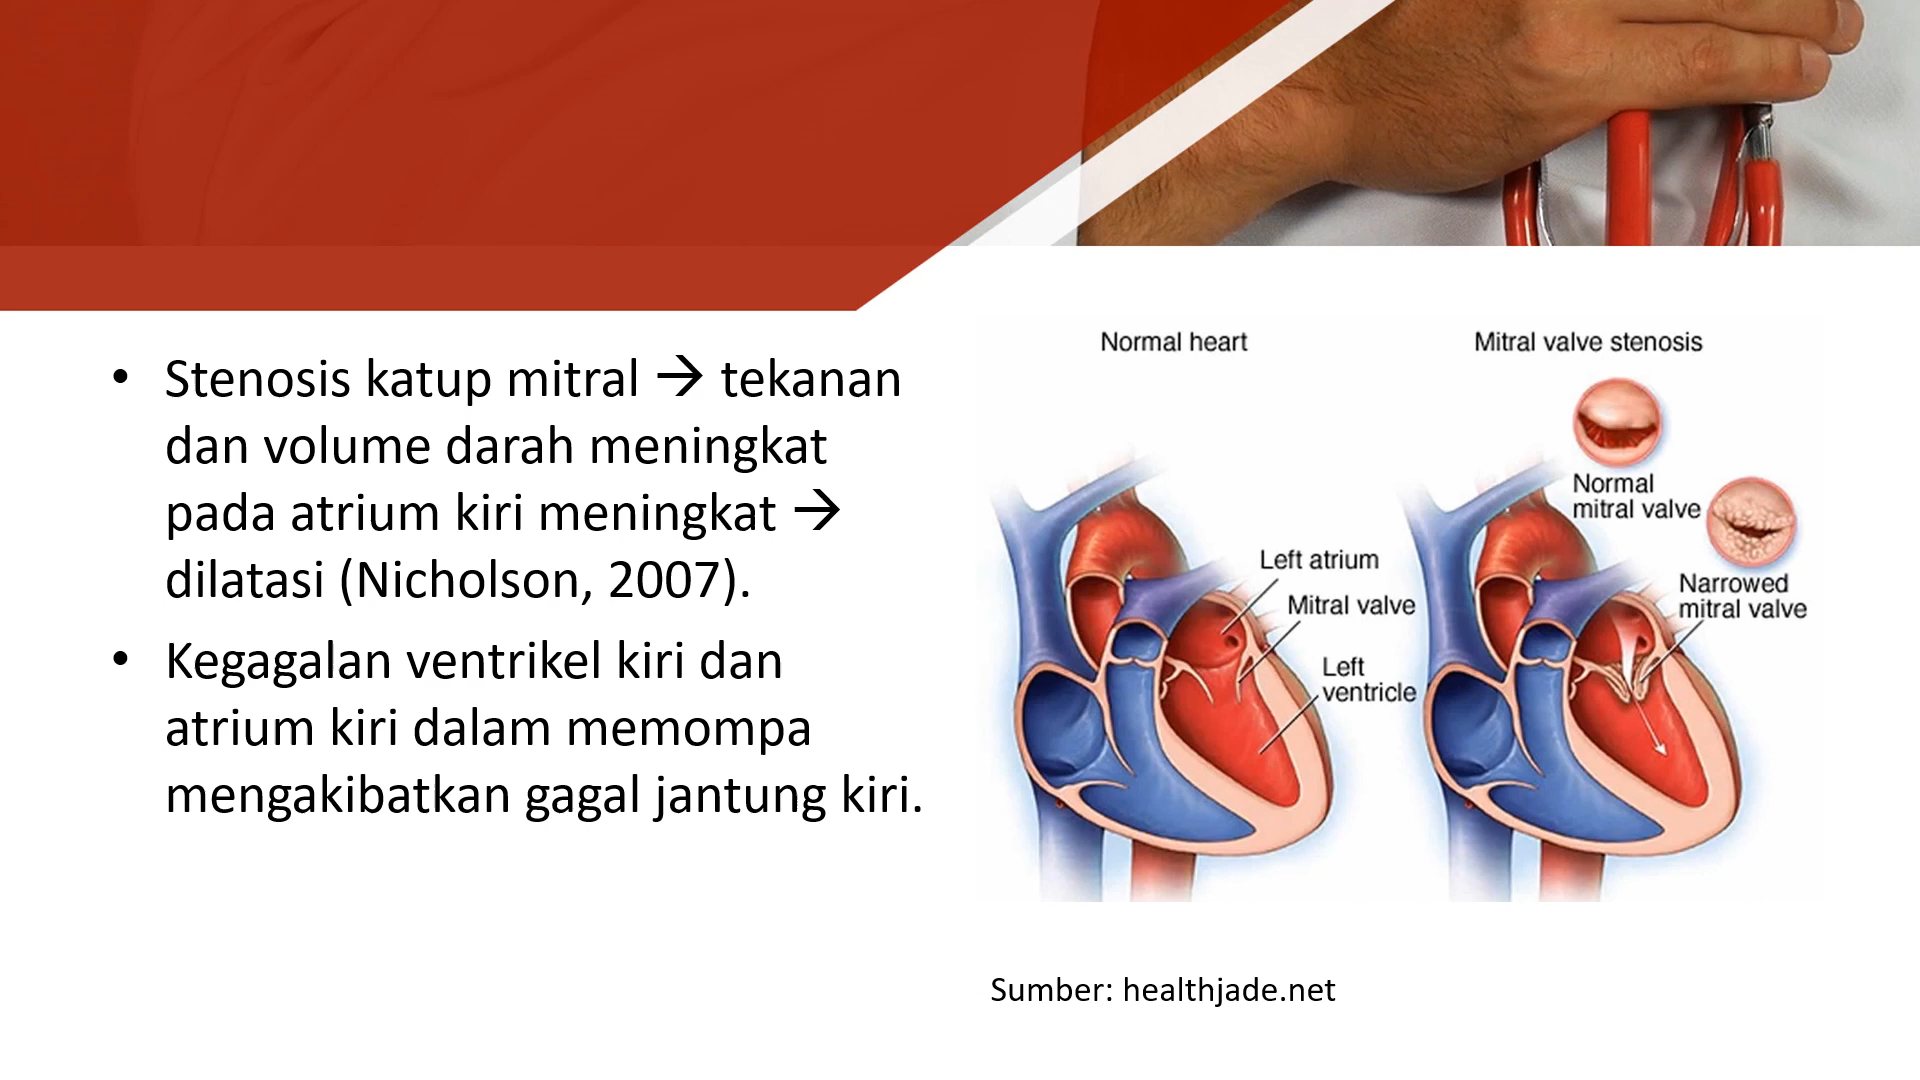 • Stenosis katup mitral → tekanan
dan volume darah meningkat
pada atrium kiri meningkat →
dilatasi (Nicholson, 2007).
• Kegagalan ventrikel kiri dan
atrium kiri dalam memompa
mengakibatkan gagal jantung kiri.
Normal heart
Left atrium
Mitral valve
Left
ventricle
Mitral valve stenosis
Normal
mitral valve
Narrowed
mitral valve
Sumber: healthjade.net